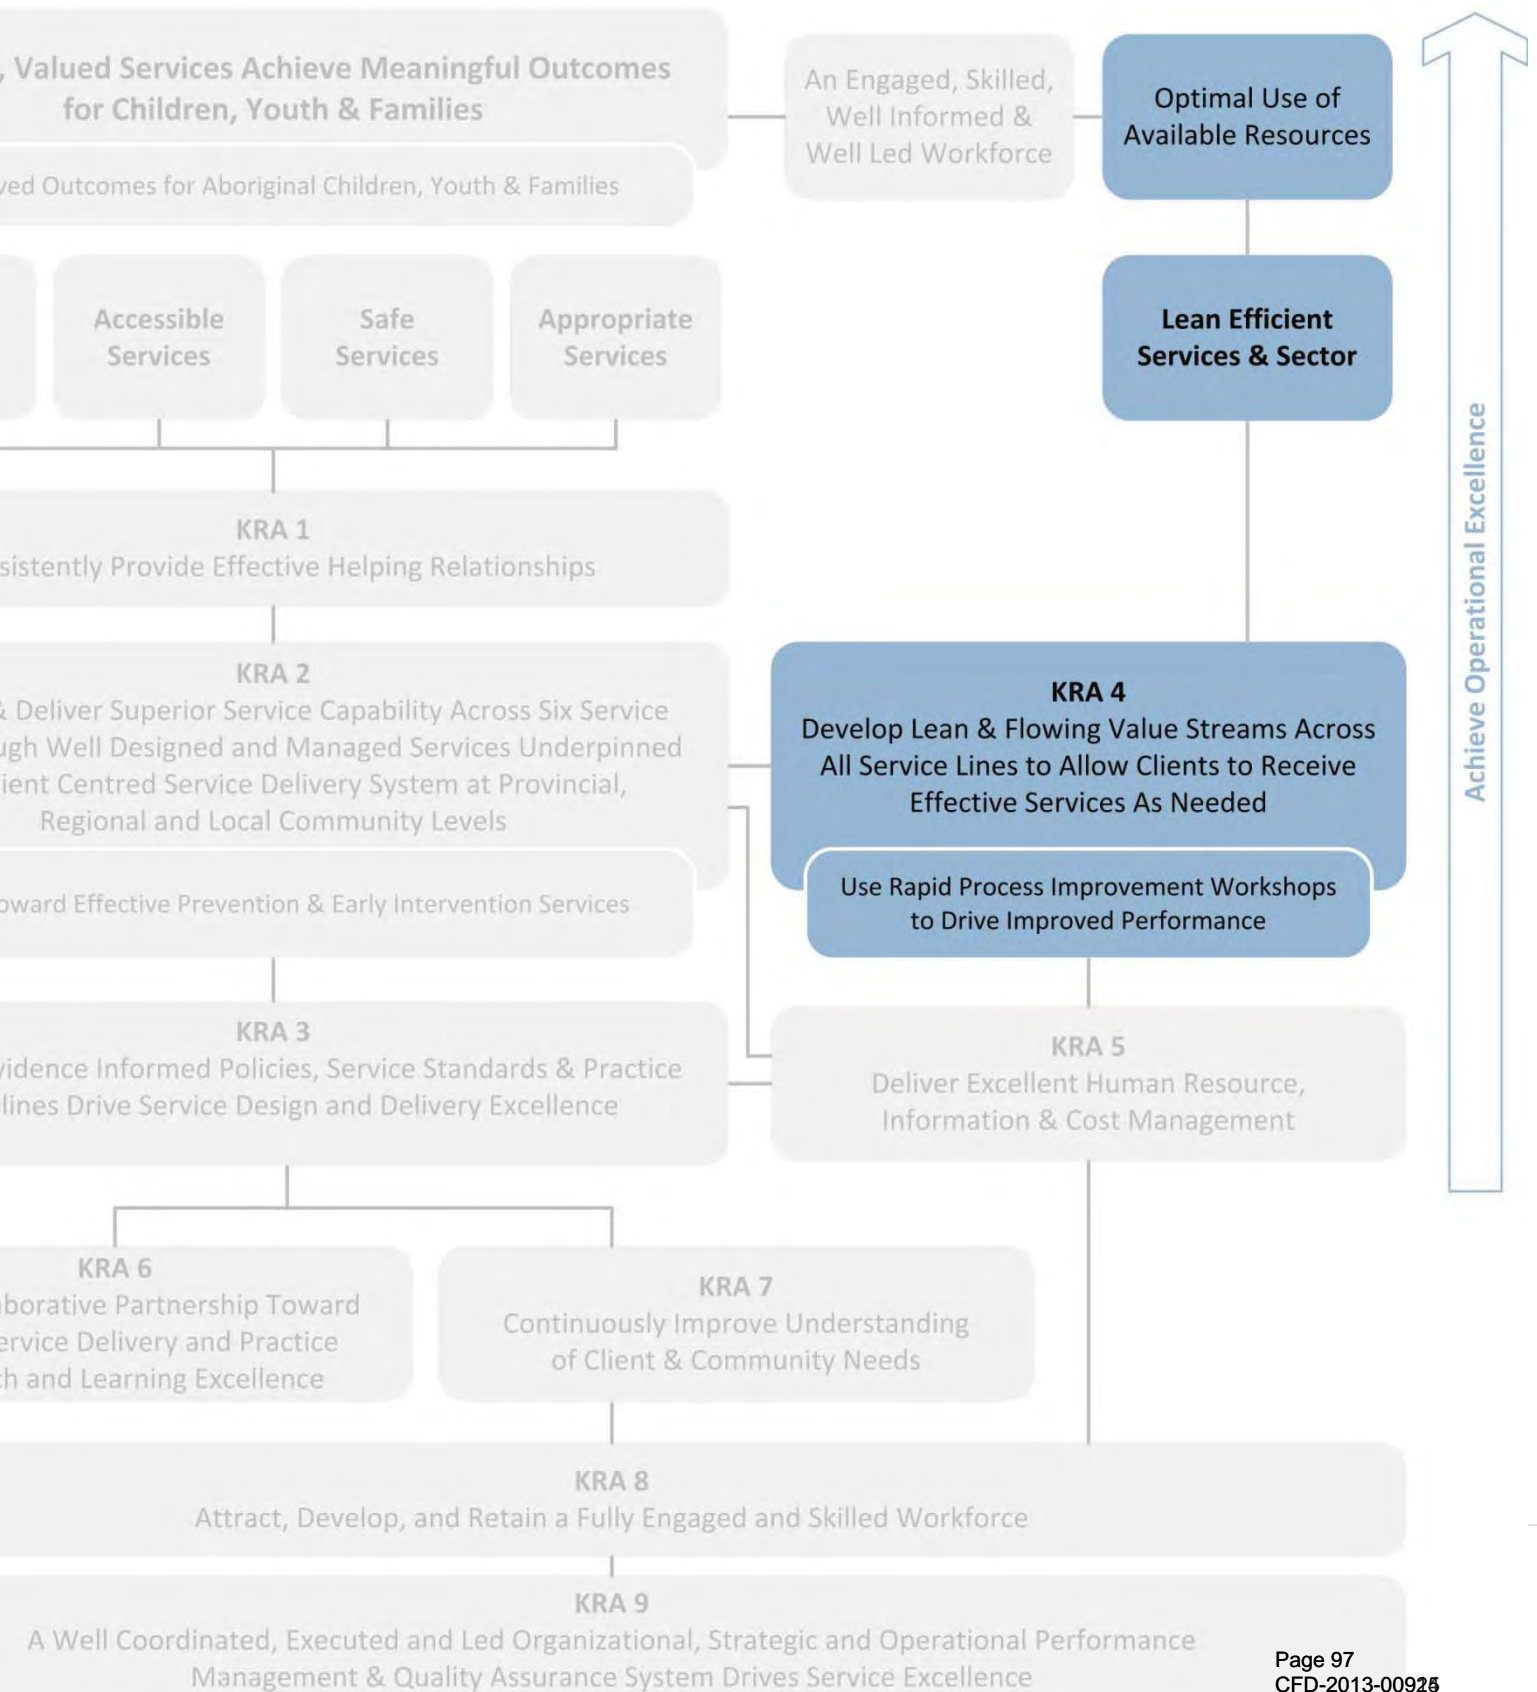 , Valued Services Achieve Meaningful Outcomes
for Children, Youth & Families
Outcomes for Aboriginal Children, Youth & Families
An Engaged, Skilled,
Well Informed &
Well Led Workforce
Optimal Use of
Available Resources
Accessible
Services
Safe
Services
Appropriate
Services
Lean Efficient
Services & Sector
Achieve Operational Excellence
KRA 1
Provide Effective Helping Relationships
KRA 2
& Deliver Superior Service Capability Across Six Service
Well Designed and Managed Services Underpinned
Centred Service Delivery System at Provincial,
Regional and Local Community Levels
Effective Prevention & Early Intervention Services
KRA 4
Develop Lean & Flowing Value Streams Across
All Service Lines to Allow Clients to Receive
Effective Services As Needed
Use Rapid Process Improvement Workshops
to Drive Improved Performance
KRA 3
Informed Policies, Service Standards & Practice
Drive Service Design and Delivery Excellence
KRA 5
Deliver Excellent Human Resource,
Information & Cost Management
KRA 6
Partnership Toward
Delivery and Practice
and Learning Excellence
KRA 7
Continuously Improve Understanding
of Client & Community Needs
KRA 8
Attract, Develop, and Retain a Fully Engaged and Skilled Workforce
KRA 9
A Well Coordinated, Executed and Led Organizational, Strategic and Operational Performance
Management & Quality Assurance System Drives Service Excellence
Page 97